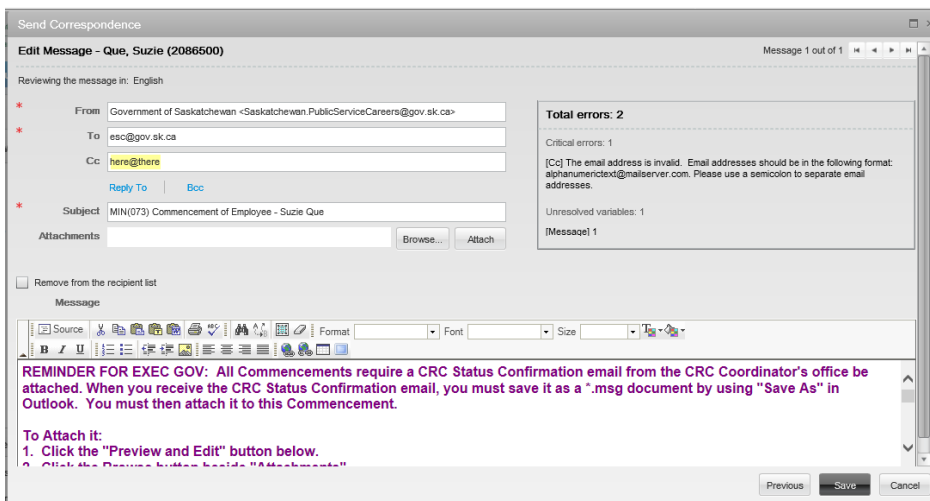 Send Correspondence
Edit Message - Que, Suzie (2086500)
Message 1 out of 1
Reviewing the message in: English
* From Government of Saskatchewan <Saskatchewan.PublicServiceCareers@gov.sk.ca>
* To esc@gov.sk.ca
Cc here@there
Reply To | Bcc
* Subject MIN(073) Commencement of Employee - Suzie Que
Attachments Browse... Attach
Total errors: 2
Critical errors: 1
[Cc] The email address is invalid. Email addresses should be in the following format:
alphanumerictext@mailserver.com. Please use a semicolon to separate email
addresses.
Unresolved variables: 1
[Message] 1
Remove from the recipient list
Message
Source Format Font Size
B I U
REMINDER FOR EXEC GOV: All Commencements require a CRC Status Confirmation email from the CRC Coordinator's office be
attached. When you receive the CRC Status Confirmation email, you must save it as a *.msg document by using "Save As" in
Outlook. You must then attach it to this Commencement.
To Attach it:
1. Click the "Preview and Edit" button below.
2. Click the Browse button beside "Attachments"
Previous Save Cancel